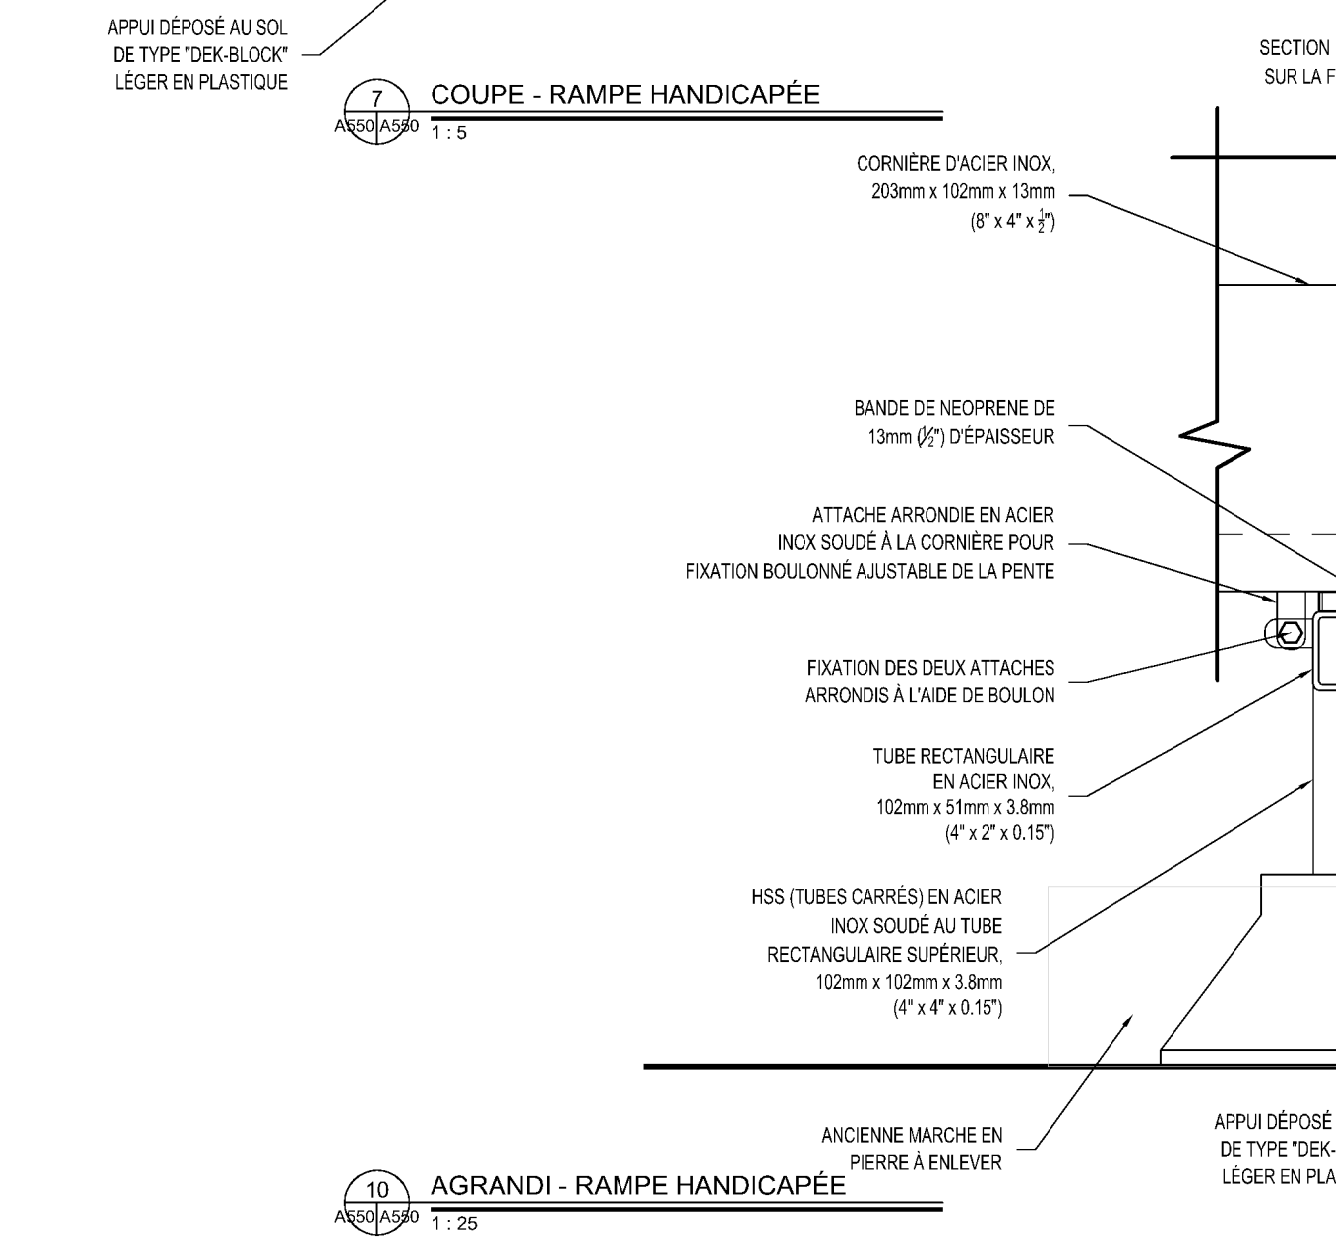 APPUI DÉPOSÉ AU SOL
DE TYPE "DEK-BLOCK"
LÉGER EN PLASTIQUE
SECTION
SUR LA F
7
A550 A550
COUPE - RAMPE HANDICAPÉE
1 : 5
CORNIÈRE D'ACIER INOX,
203mm x 102mm x 13mm
(8" x 4" x 1/2")
BANDE DE NEOPRENE DE
13mm (1/2") D'ÉPAISSEUR
ATTACHE ARRONDIE EN ACIER
INOX SOUDÉ À LA CORNIÈRE POUR
FIXATION BOULONNÉ AJUSTABLE DE LA PENTE
FIXATION DES DEUX ATTACHES
ARRONDIS À L'AIDE DE BOULON
TUBE RECTANGULAIRE
EN ACIER INOX,
102mm x 51mm x 3.8mm
(4" x 2" x 0.15")
HSS (TUBES CARRÉS) EN ACIER
INOX SOUDÉ AU TUBE
RECTANGULAIRE SUPÉRIEUR,
102mm x 102mm x 3.8mm
(4" x 4" x 0.15")
ANCIENNE MARCHE EN
PIERRE À ENLEVER
APPUI DÉPOSÉ
DE TYPE "DEK-
LÉGER EN PLA
10
A550 A550
AGRANDI - RAMPE HANDICAPÉE
1 : 25